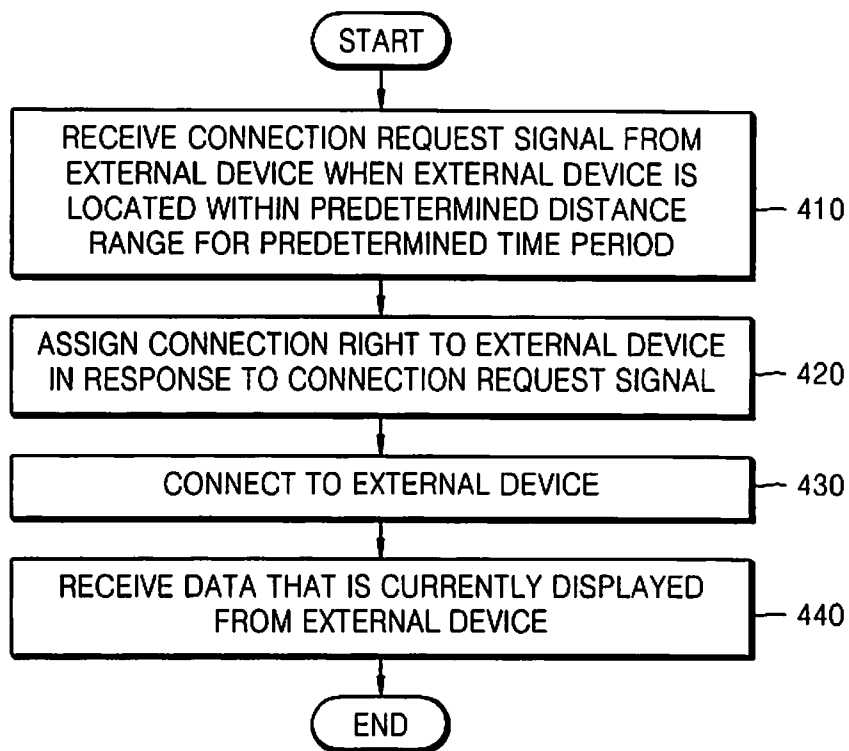 START
RECEIVE CONNECTION REQUEST SIGNAL FROM
EXTERNAL DEVICE WHEN EXTERNAL DEVICE IS
LOCATED WITHIN PREDETERMINED DISTANCE
RANGE FOR PREDETERMINED TIME PERIOD
410
ASSIGN CONNECTION RIGHT TO EXTERNAL DEVICE
IN RESPONSE TO CONNECTION REQUEST SIGNAL
420
CONNECT TO EXTERNAL DEVICE
430
RECEIVE DATA THAT IS CURRENTLY DISPLAYED
FROM EXTERNAL DEVICE
440
END